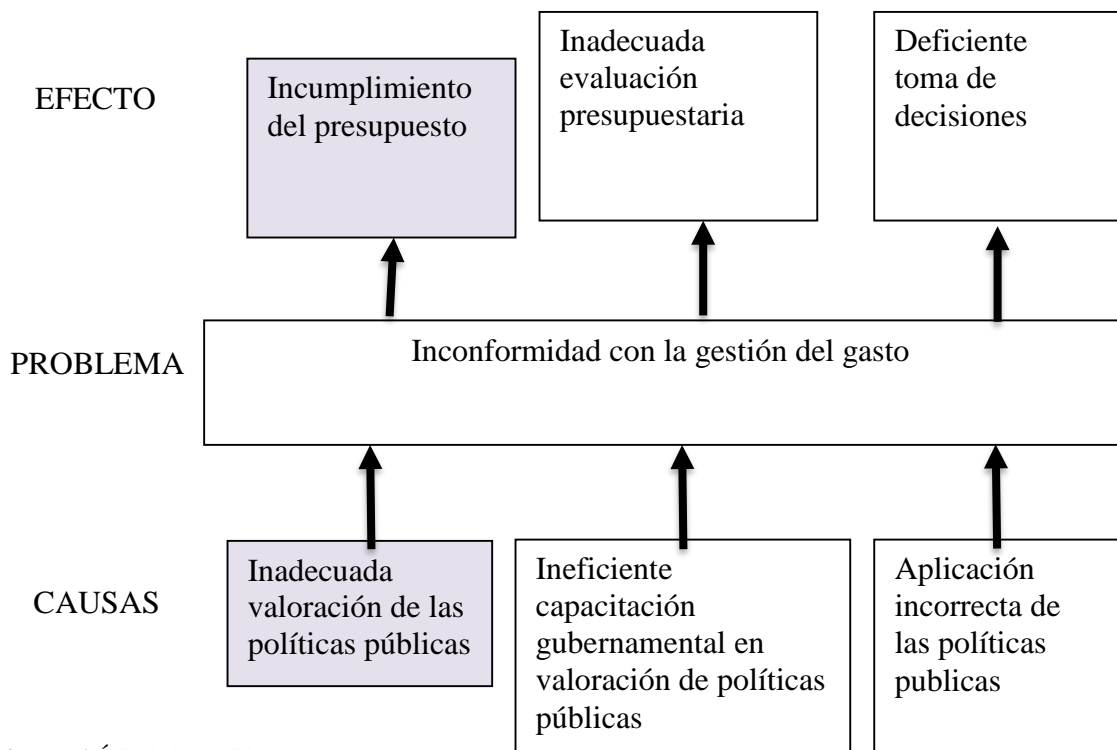 EFECTO
Incumplimiento
del presupuesto
Inadecuada
evaluación
presupuestaria
Deficiente
toma de
decisiones
PROBLEMA
Inconformidad con la gestión del gasto
CAUSAS
Inadecuada
valoración de las
políticas públicas
Ineficiente
capacitación
gubernamental en
valoración de políticas
públicas
Aplicación
incorrecta de
las políticas
publicas